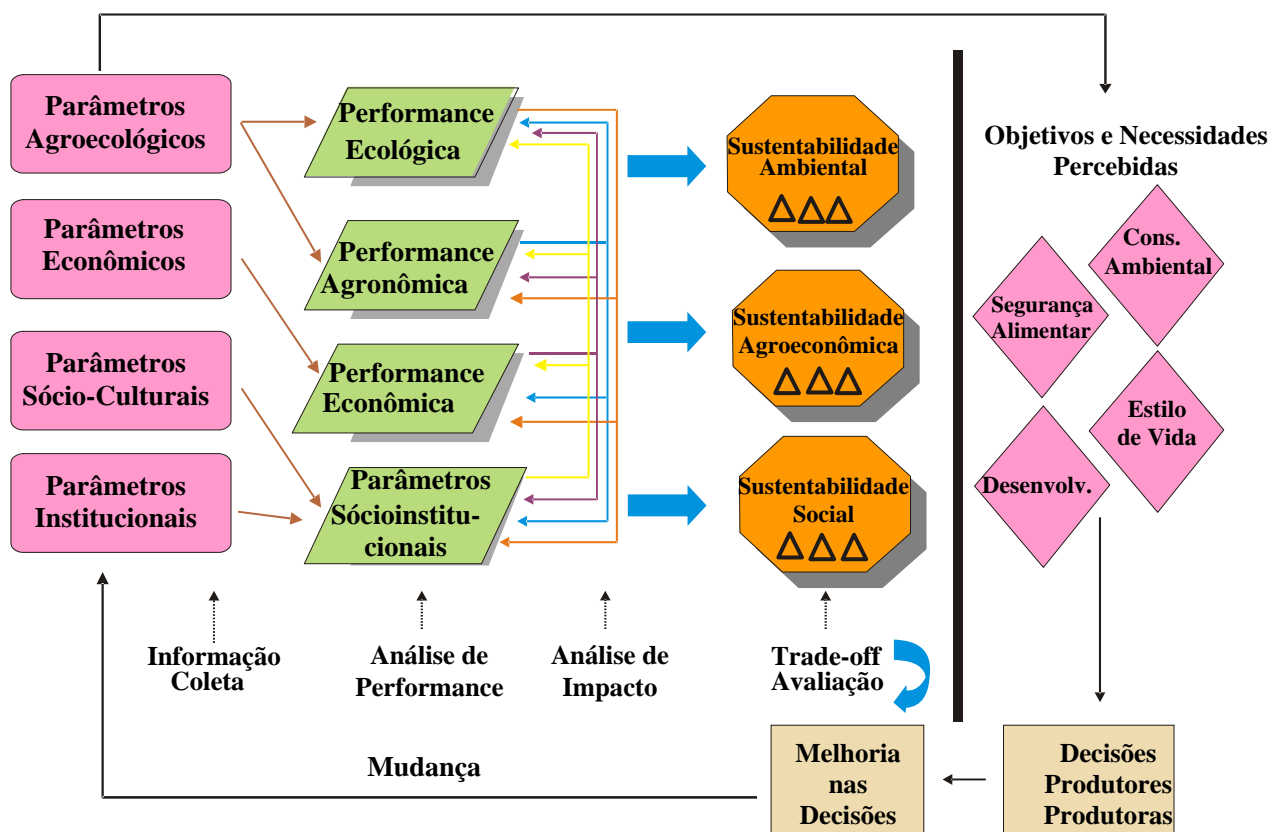 Parâmetros
Agroecológicos
Parâmetros
Econômicos
Parâmetros
Sócio-Culturais
Parâmetros
Institucionais
Performance
Ecológica
Performance
Agronômica
Performance
Econômica
Parâmetros
Sócioinstitu-
cionais
Sustentabilidade
Ambiental
Sustentabilidade
Agroeconômica
Sustentabilidade
Social
Objetivos e Necessidades
Percebidas
Cons.
Ambiental
Segurança
Alimentar
Estilo
de Vida
Desenvolv.
Informação
Coleta
Análise de
Performance
Análise de
Impacto
Trade-off
Avaliação
Mudança
Melhoria
nas
Decisões
Decisões
Produtores
Produtoras